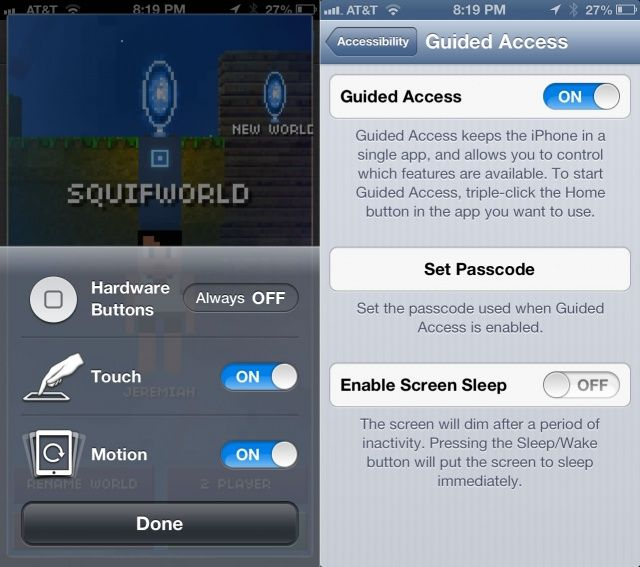 AT&T 8:19 PM 27%
NEW WORLD
SQUIFWORLD
Hardware
Buttons
Always OFF
Touch
ON
JEREMIAH
Motion
ON
RENAME WORLD
2 PLAYER
Done
AT&T 8:19 PM 27%
Accessibility
Guided Access
Guided Access
ON
Guided Access keeps the iPhone in a
single app, and allows you to control
which features are available. To start
Guided Access, triple-click the Home
button in the app you want to use.
Set Passcode
Set the passcode used when Guided
Access is enabled.
Enable Screen Sleep
OFF
The screen will dim after a period of
inactivity. Pressing the Sleep/Wake
button will put the screen to sleep
immediately.